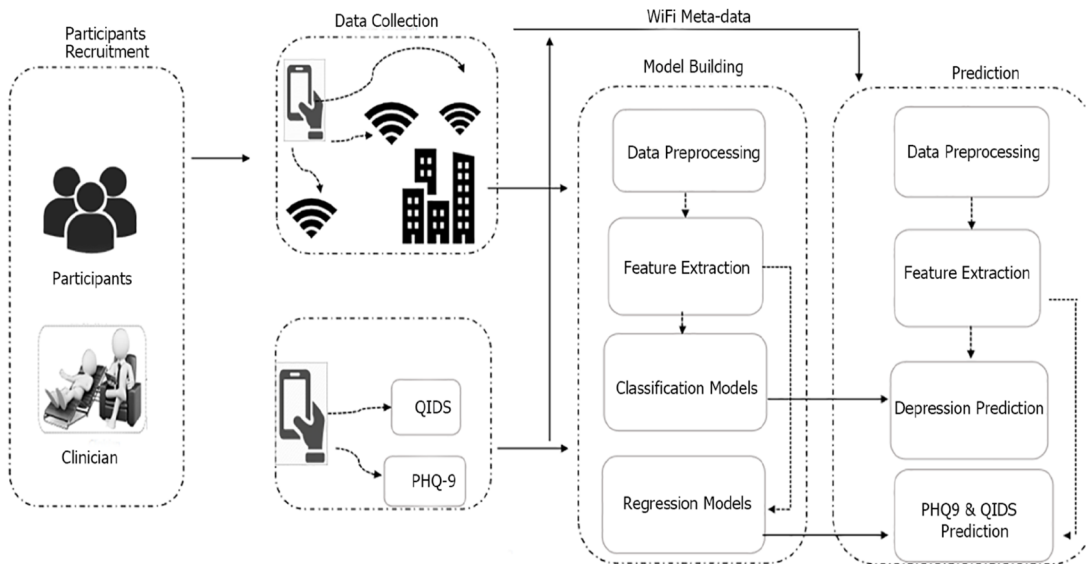 Participants
Recruitment
Participants
Clinician
Data Collection
QIDS
PHQ-9
WiFi Meta-data
Model Building
Data Preprocessing
Feature Extraction
Classification Models
Regression Models
Prediction
Data Preprocessing
Feature Extraction
Depression Prediction
PHQ9 & QIDS
Prediction